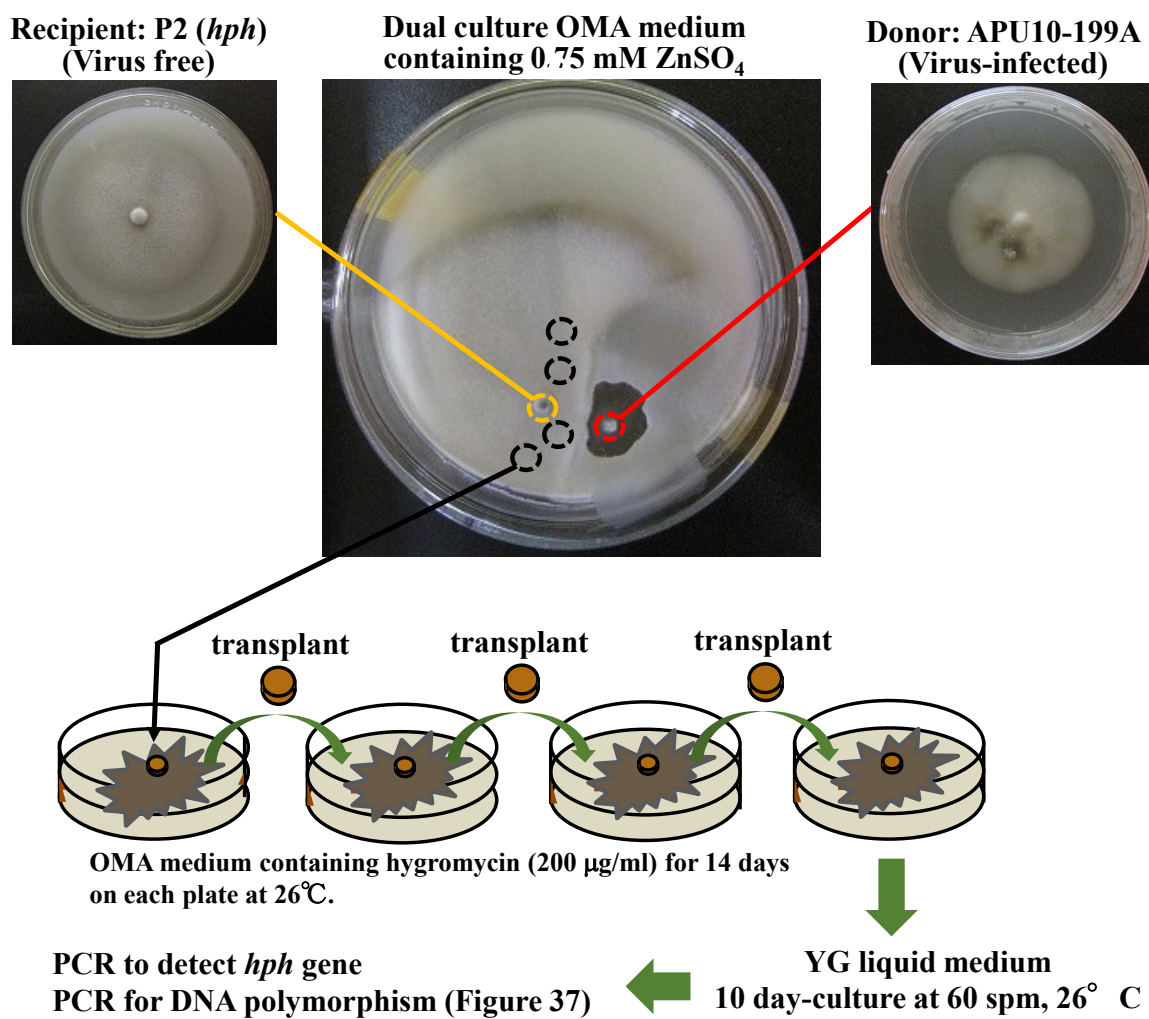 Recipient: P2 (hph)
(Virus free)
Dual culture OMA medium
containing 0.75 mM ZnSO₄
Donor: APU10-199A
(Virus-infected)
transplant
transplant
transplant
OMA medium containing hygromycin (200 μg/ml) for 14 days
on each plate at 26℃.
YG liquid medium
10 day-culture at 60 spm, 26° C
PCR to detect hph gene
PCR for DNA polymorphism (Figure 37)